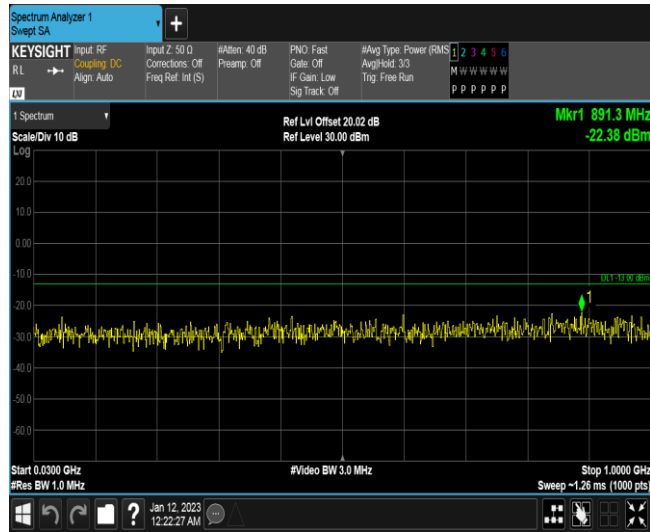 Spectrum Analyzer 1
Swept SA
KEYSIGHT
RL
LXI
Input: RF
Coupling: DC
Align: Auto
Input Z: 50 Ω
Corrections: Off
Freq Ref: Int (S)
#Atten: 40 dB
Preamp: Off
PNO: Fast
Gate: Off
IF Gain: Low
Sig Track: Off
#Avg Type: Power (RMS
Avg|Hold: 3/3
Trig: Free Run
1 2 3 4 5 6
M W W W W W
P P P P P P
1 Spectrum
Scale/Div 10 dB
Log
Ref Lvl Offset 20.02 dB
Ref Level 30.00 dBm
Mkr1 891.3 MHz
-22.38 dBm
20.0
10.0
0.00
-10.0
DL1 -13.00 dBm
1
-20.0
-30.0
-40.0
-50.0
-60.0
Start 0.0300 GHz
#Res BW 1.0 MHz
#Video BW 3.0 MHz
Stop 1.0000 GHz
Sweep ~1.26 ms (1000 pts)
?
Jan 12, 2023
12:22:27 AM